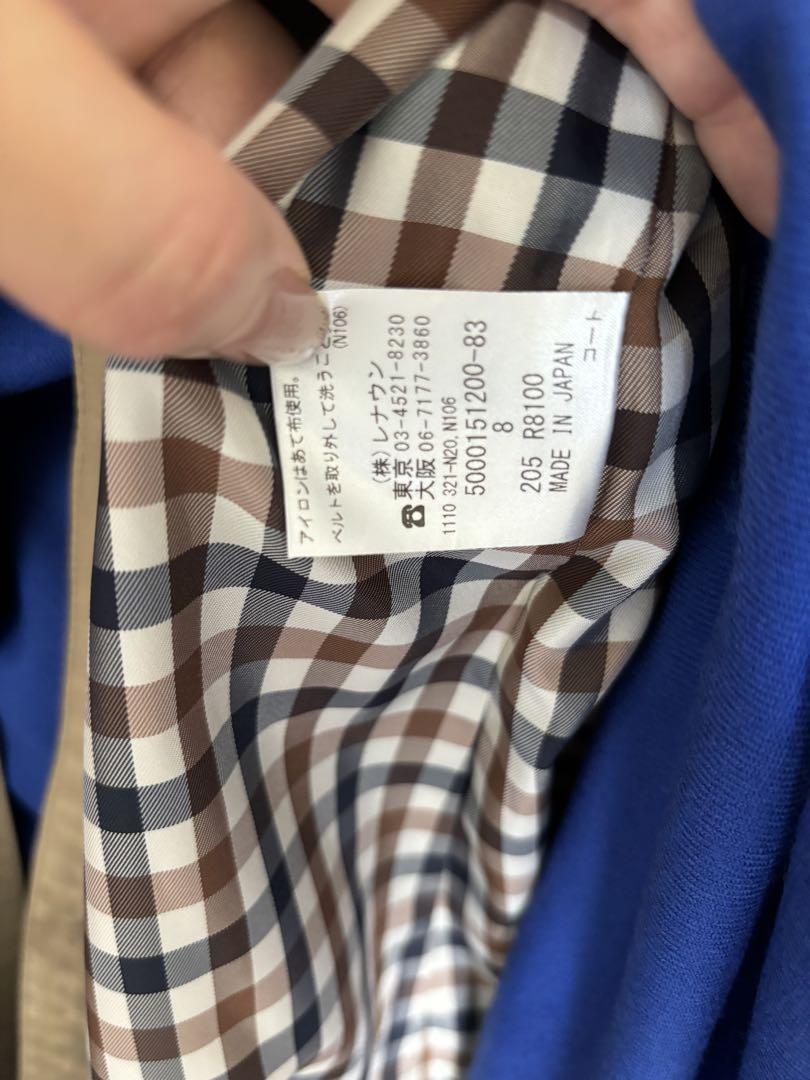 アイロンはあて布使用。
ベルトを取り外して洗うこと
(N106)
(株)レナウン
☎東京 03-4521-8230
大阪 06-7177-3860
1110 321-N20, N106
5000151200-83
8
205 R8100
MADE IN JAPAN
コート